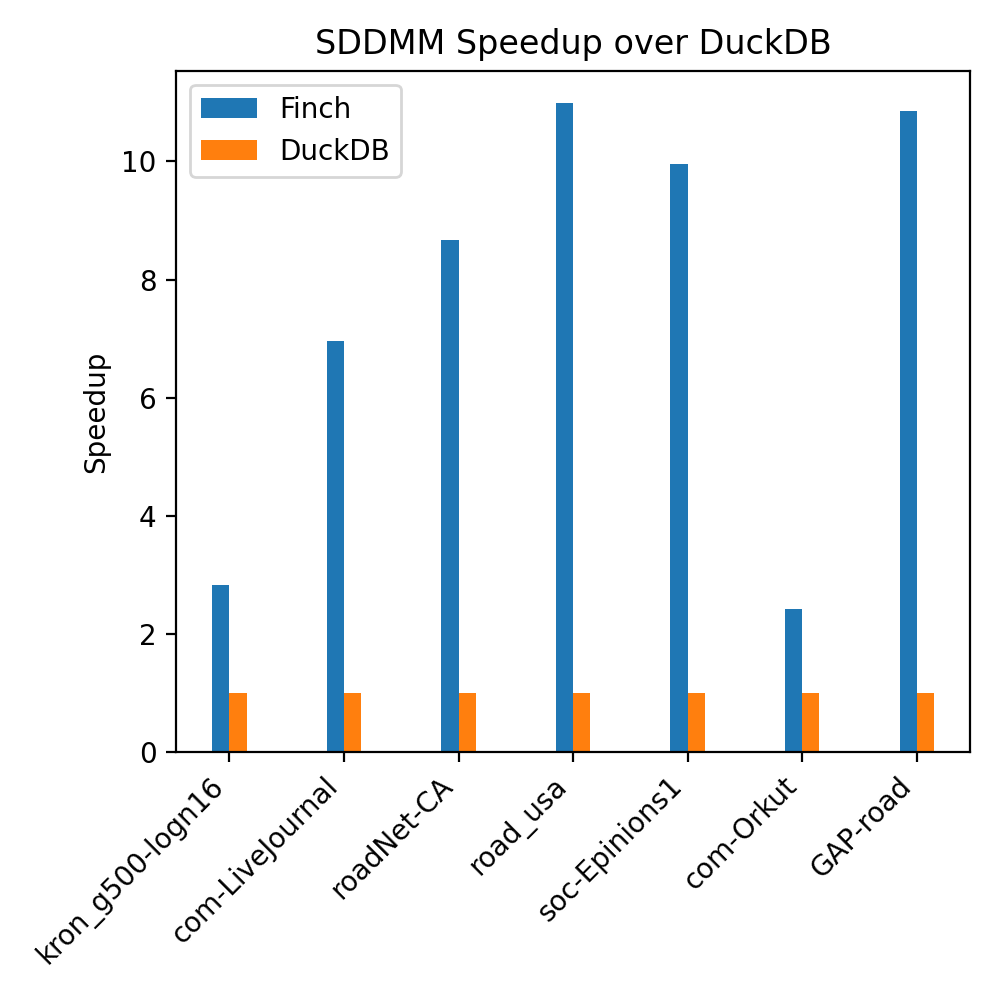 SDDMM Speedup over DuckDB
Finch
DuckDB
Speedup
10
8
6
4
2
0
kron_g500-logn16
com-LiveJournal
roadNet-CA
road_usa
soc-Epinions1
com-Orkut
GAP-road